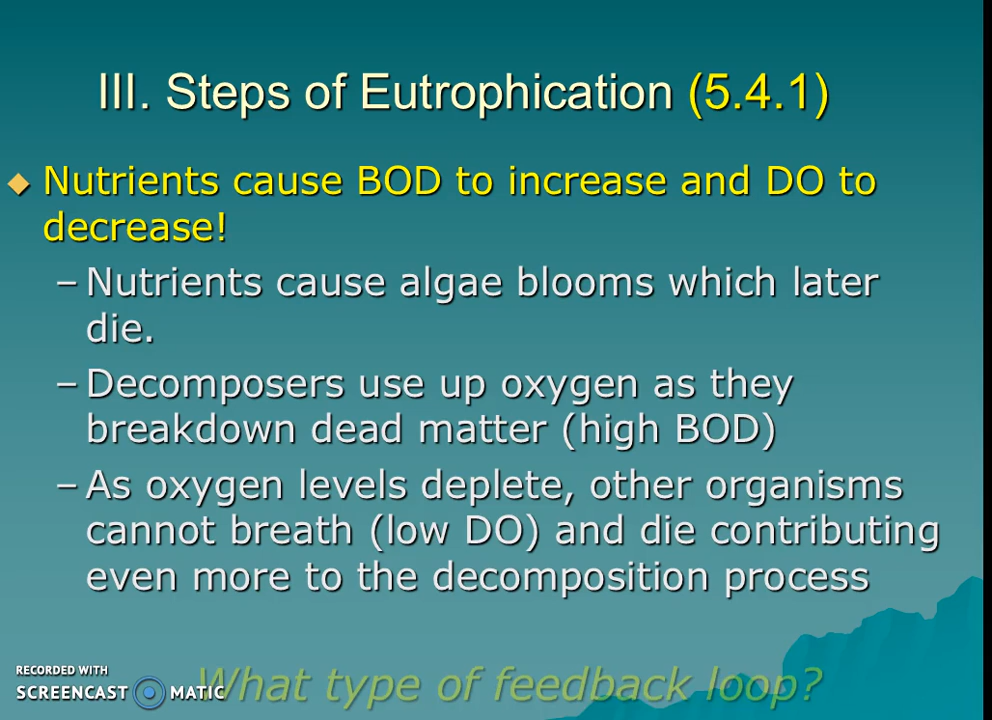 III. Steps of Eutrophication (5.4.1)
◆ Nutrients cause BOD to increase and DO to
decrease!
– Nutrients cause algae blooms which later
die.
– Decomposers use up oxygen as they
breakdown dead matter (high BOD)
– As oxygen levels deplete, other organisms
cannot breath (low DO) and die contributing
even more to the decomposition process
What type of feedback loop?
RECORDED WITH
SCREENCAST MATIC